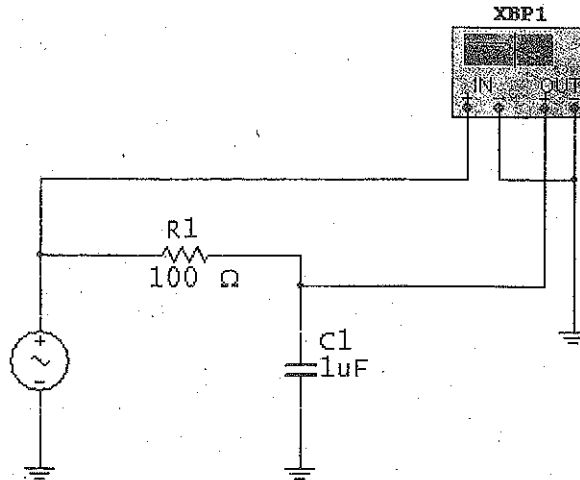 XBP1
IN OUT
R1
100 Ω
C1
1uF